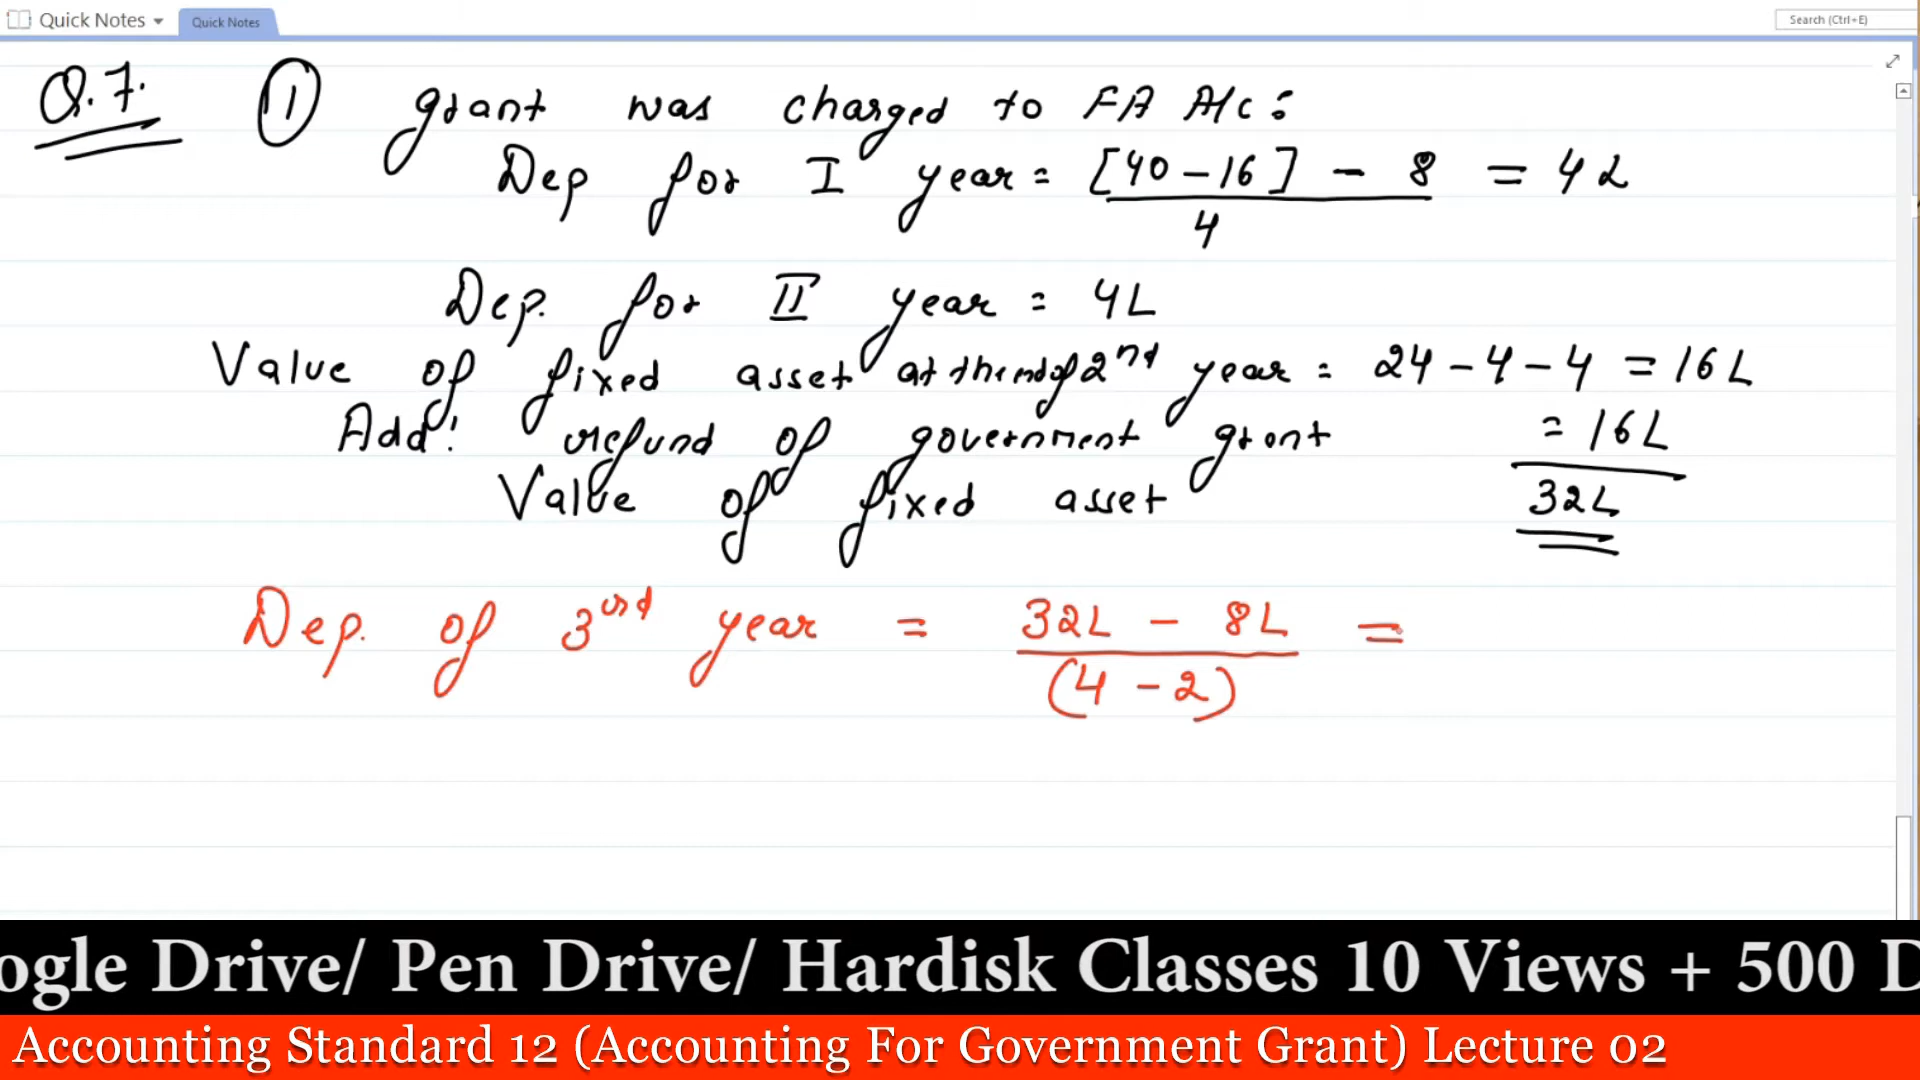 Quick Notes
Quick Notes
Search (Ctrl+E)
Q.7. 1 grant was charged to FA A/c:
Dep for I year = [40 - 16] - 8 = 4L
4
Dep. for II year = 4L
Value of fixed asset at the end of 2nd year = 24 - 4 - 4 = 16L
Add: refund of government grant = 16L
Value of fixed asset 32L
Dep. of 3rd year = 32L - 8L =
(4 - 2)
ogle Drive/ Pen Drive/ Hardisk Classes 10 Views + 500 D
Accounting Standard 12 (Accounting For Government Grant) Lecture 02